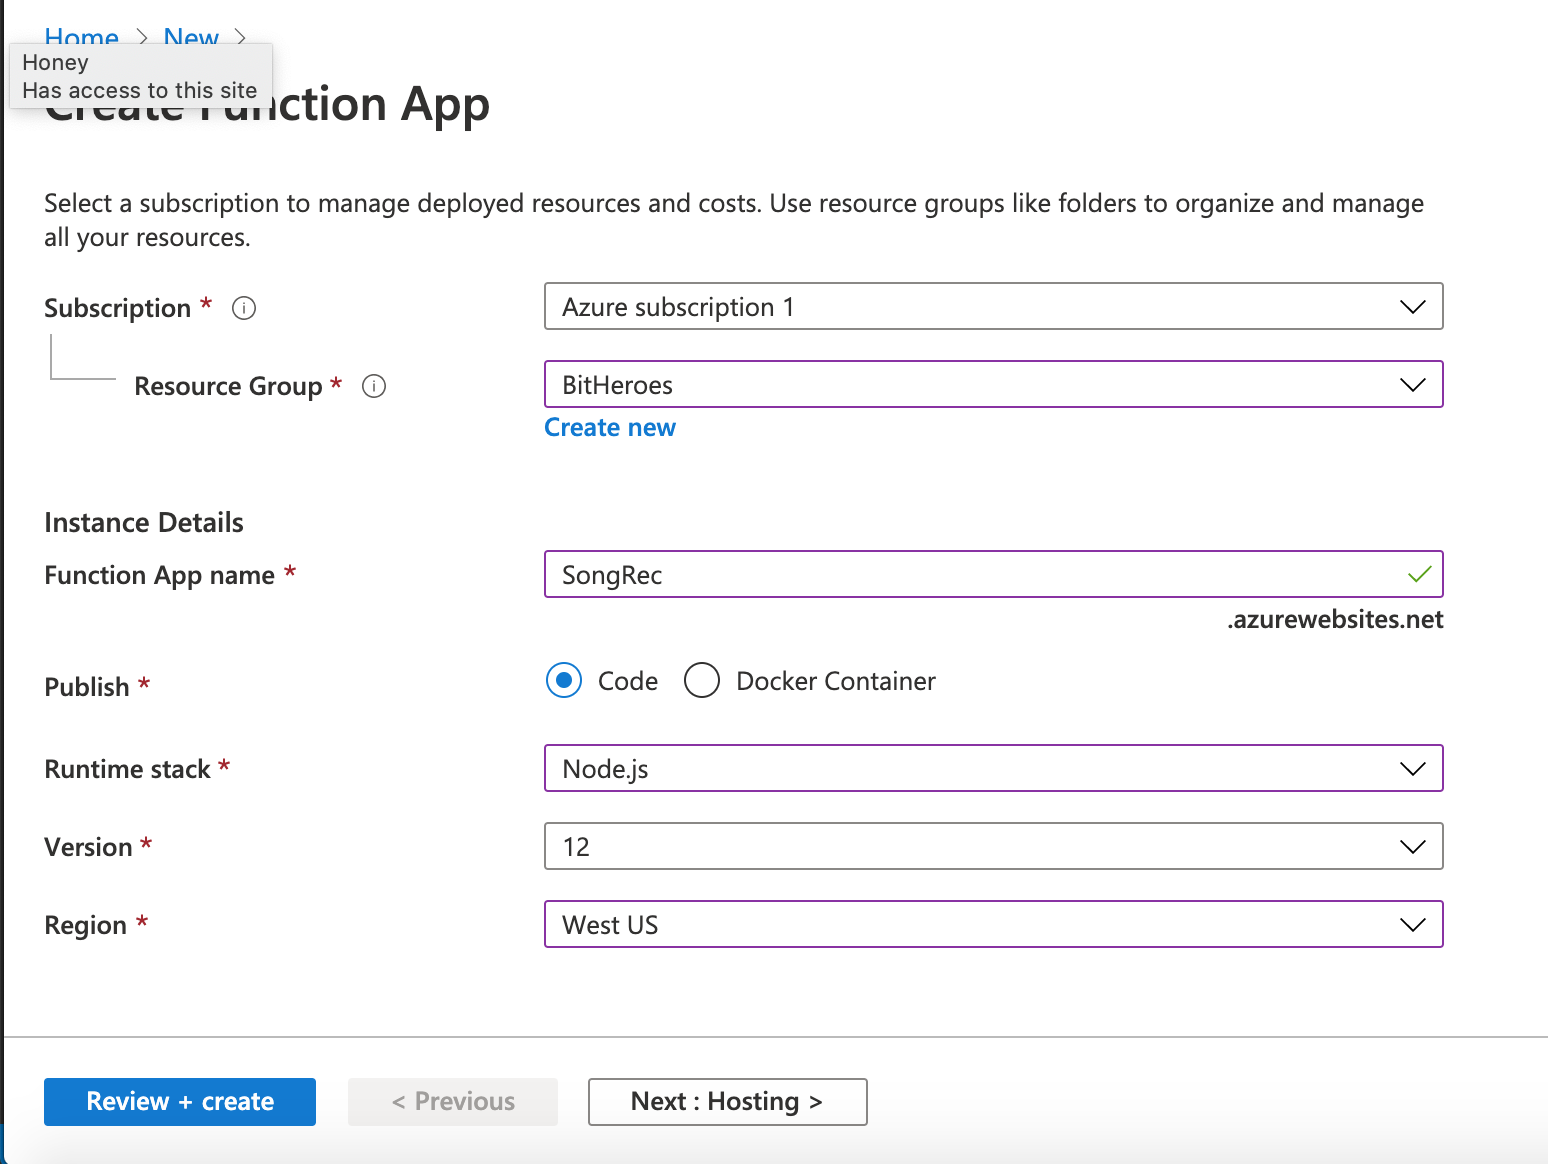 Home > New >
Honey
Has access to this site
Create Function App
Select a subscription to manage deployed resources and costs. Use resource groups like folders to organize and manage
all your resources.
Subscription * Azure subscription 1
Resource Group * BitHeroes
Create new
Instance Details
Function App name * SongRec
.azurewebsites.net
Publish * Code Docker Container
Runtime stack * Node.js
Version * 12
Region * West US
Review + create < Previous Next : Hosting >